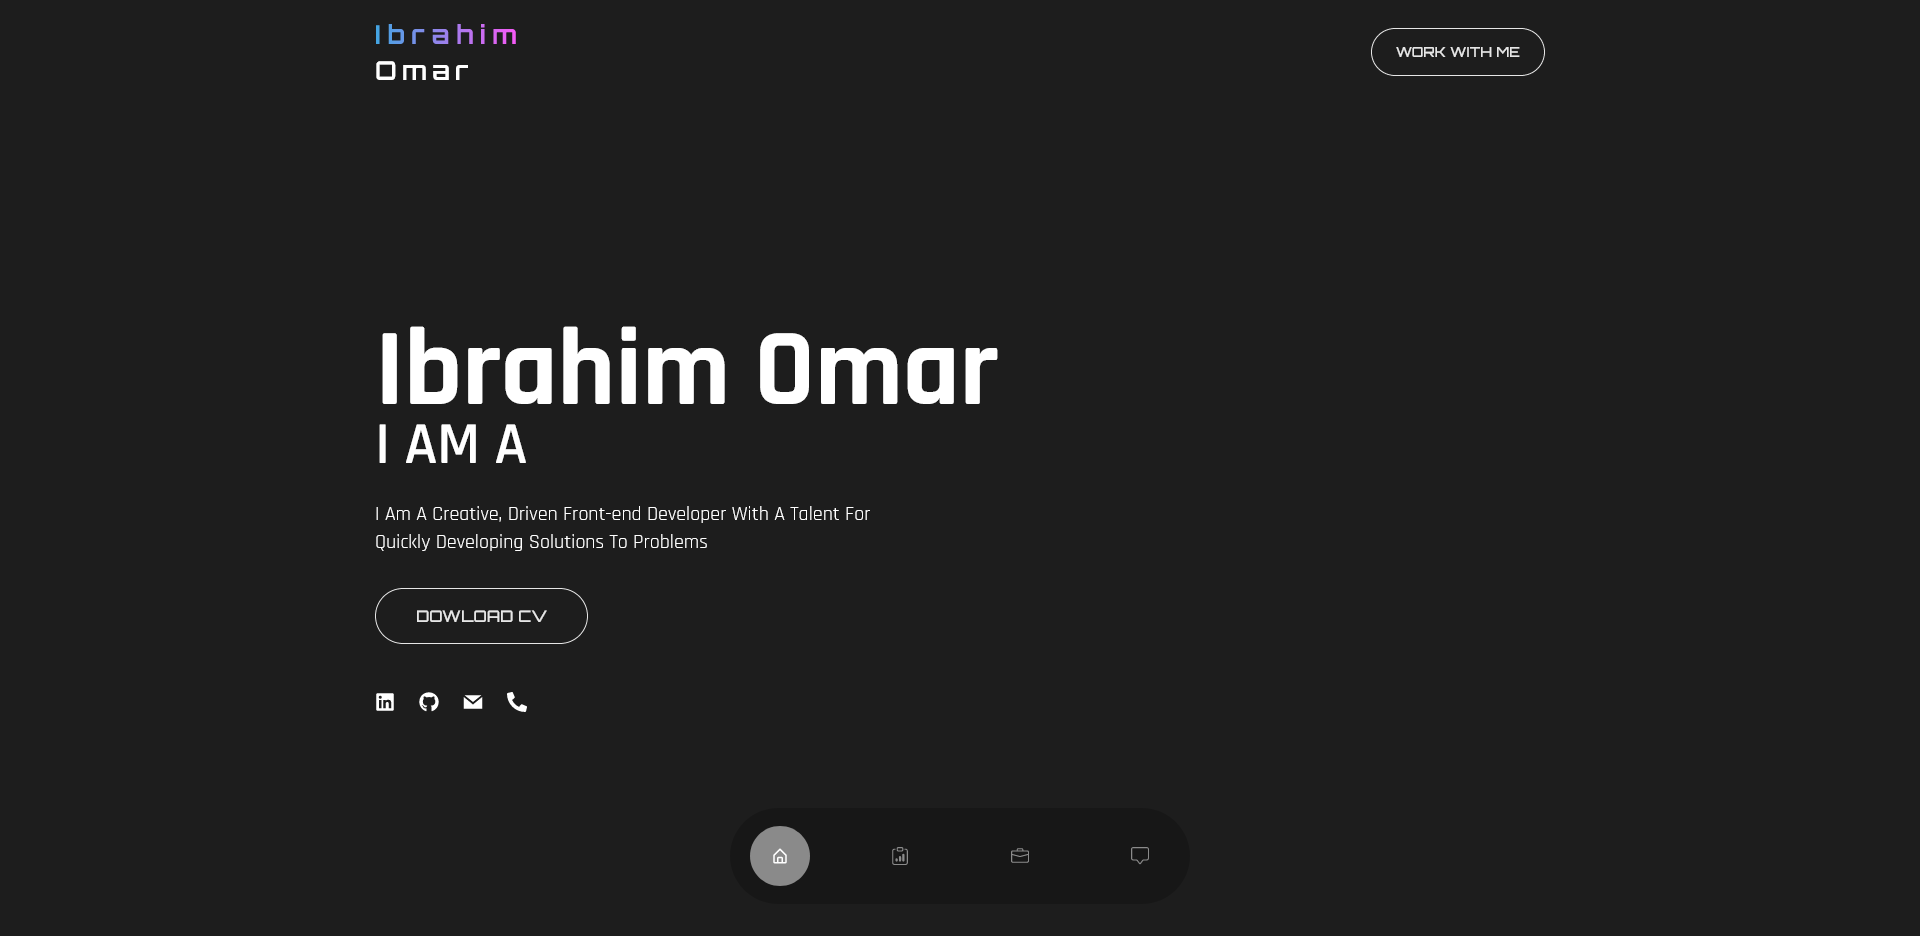 Ibrahim
Omar
WORK WITH ME
Ibrahim Omar
I AM A
I Am A Creative, Driven Front-end Developer With A Talent For
Quickly Developing Solutions To Problems
DOWLOAD CV
in